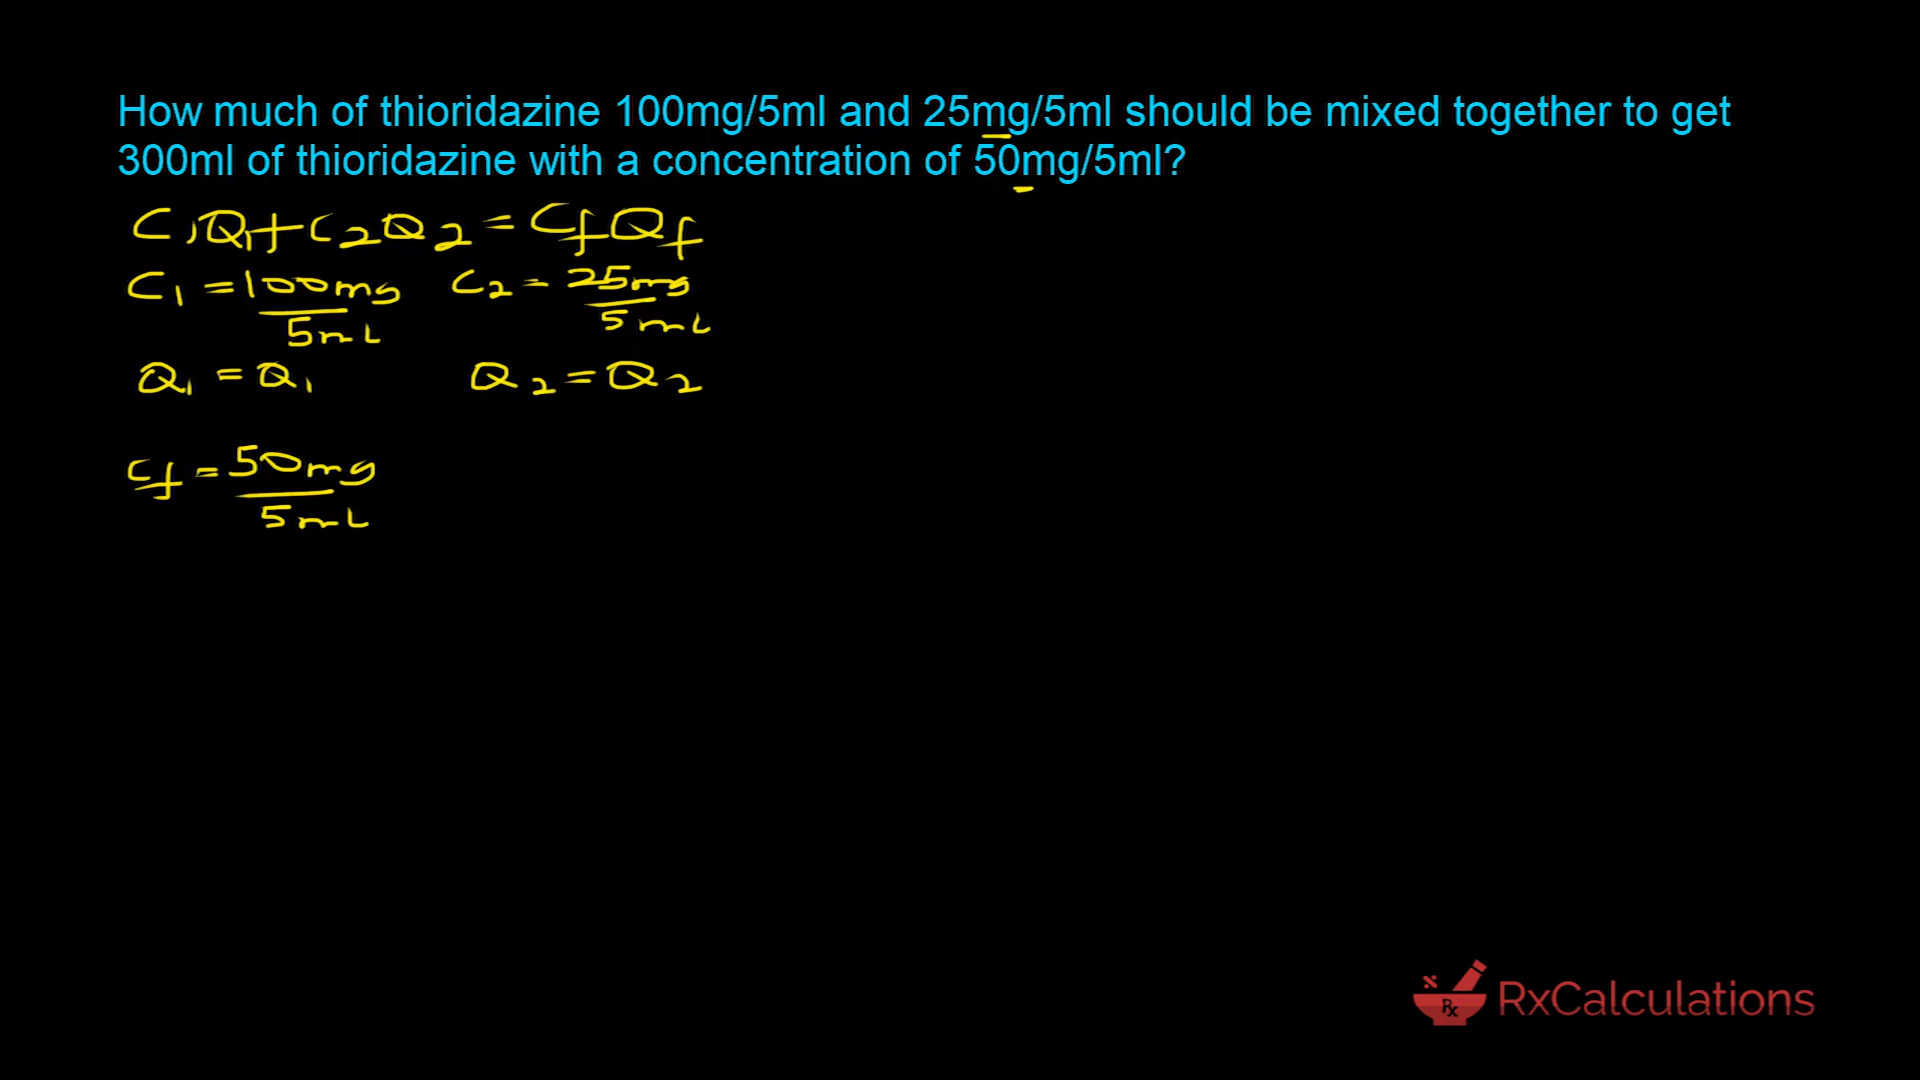 How much of thioridazine 100mg/5ml and 25mg/5ml should be mixed together to get
300ml of thioridazine with a concentration of 50mg/5ml?
C1Q1+C2Q2=CfQf
C1=100mg/5mL C2=25mg/5mL
Q1=Q1 Q2=Q2
Cf=50mg/5mL
Rx
RxCalculations